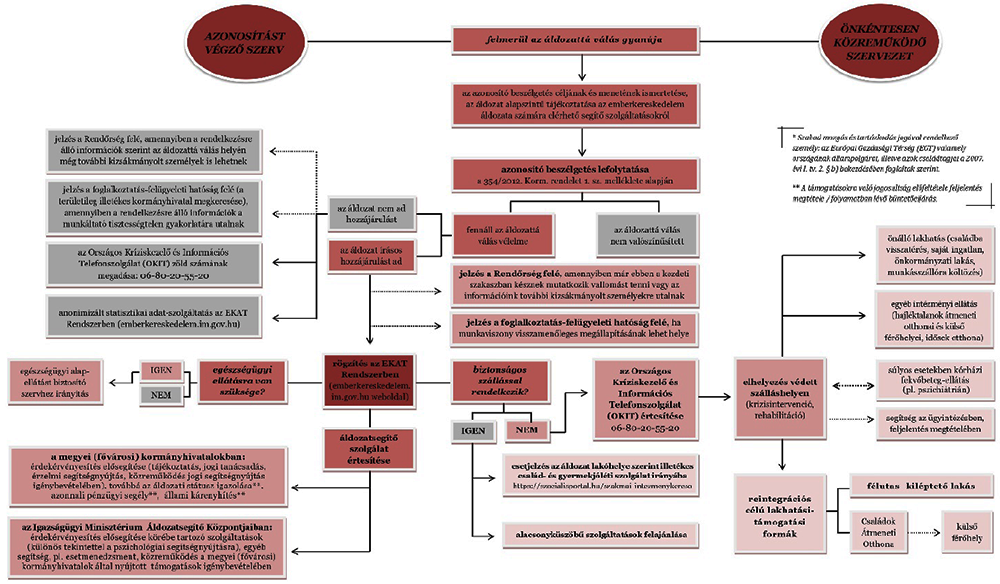 AZONOSÍTÁST
VÉGZŐ SZERV
felmerül az áldozattá válás gyanúja
ÖNKÉNTESEN
KÖZREMŰKÖDŐ
SZERVEZET
az azonosító beszélgetés céljának és menetének ismertetése,
az áldozat alapszintű tájékoztatása az emberkereskedelem
áldozata számára elérhető segítő szolgáltatásokról
azonosító beszélgetés lefolytatása
a 354/2012. Korm. rendelet 1. sz. melléklete alapján
* Szabad mozgás és tartózkodás jogával rendelkező
személy: az Európai Gazdasági Térség (EGT) valamely
országának állampolgárai, illetve azok családtagjai a 2007.
évi I. tv. 2. § b) bekezdésében foglaltak szerint.
** A támogatásokra való jogosultság előfeltétele feljelentés
megtétele / folyamatban lévő büntetőeljárás.
jelzés a Rendőrség felé, amennyiben a rendelkezésre
álló információk szerint az áldozattá válás helyén
még további kizsákmányolt személyek is lehetnek
jelzés a foglalkoztatás-felügyeleti hatóság felé (a
területileg illetékes kormányhivatal megkeresése),
amennyiben a rendelkezésre álló információk a
munkáltató tisztességtelen gyakorlatára utalnak
az Országos Kríziskezelő és Információs
Telefonszolgálat (OKIT) zöld számának
megadása: 06-80-20-55-20
anonimizált statisztikai adat-szolgáltatás az EKAT
Rendszerben (emberkereskedelem.im.gov.hu)
az áldozat nem ad
hozzájárulást
az áldozat írásos
hozzájárulást ad
fennáll az áldozattá
válás vélelme
az áldozattá válás
nem valószínűsített
jelzés a Rendőrség felé, amennyiben már ebben a kezdeti
szakaszban késznek mutatkozik vallomást tenni vagy az
információink további kizsákmányolt személyekre utalnak
jelzés a foglalkoztatás-felügyeleti hatóság felé, ha
munkaviszony visszamenőleges megállapításának lehet helye
egészségügyi alap-
ellátást biztosító
szervhez irányítás
IGEN
NEM
egészségügyi
ellátásra van
szüksége?
rögzítés az EKAT
Rendszerben
(emberkereskedelem.
im.gov.hu weboldal)
biztonságos
szállással
rendelkezik?
IGEN
NEM
az Országos
Kríziskezelő és
Információs
Telefonszolgálat
(OKIT) értesítése
06-80-20-55-20
elhelyezés védett
szálláshelyen
(krízisintervenció,
rehabilitáció)
önálló lakhatás (családba
visszatérés, saját ingatlan,
önkormányzati lakás,
munkásszállóra költözés)
egyéb intézményi ellátás
(hajléktalanok átmeneti
otthonai és külső
férőhelyei, idősek otthona)
súlyos esetekben kórházi
fekvőbeteg-ellátás
(pl. pszichiátrián)
segítség az ügyintézésben,
feljelentés megtételében
áldozatsegítő
szolgálat
értesítése
a megyei (fővárosi) kormányhivatalokban:
érdekérvényesítés elősegítése (tájékoztatás, jogi tanácsadás,
érzelmi segítségnyújtás, közreműködés jogi segítségnyújtás
igénybevételében), továbbá az áldozati státusz igazolása**,
azonnali pénzügyi segély**, állami kárenyhítés**
az Igazságügyi Minisztérium Áldozatsegítő Központjaiban:
érdekérvényesítés elősegítése körébe tartozó szolgáltatások
(különös tekintettel a pszichológiai segítségnyújtásra), egyéb
segítség, pl. esetmenedzsment, közreműködés a megyei (fővárosi)
kormányhivatalok által nyújtott támogatások igénybevételében
esetjelzés az áldozat lakóhelye szerint illetékes
család- és gyermekjóléti szolgálat irányába
https://szocialisportal.hu/szakmai-intezmenykereso
alacsonyküszöbű szolgáltatások felajánlása
reintegrációs
célú lakhatási-
támogatási
formák
félutas kiléptető lakás
Családok
Átmeneti
Otthona
külső
férőhely